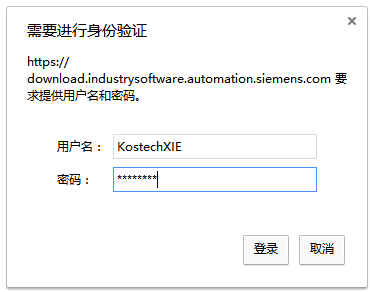 需要进行身份验证
https://
download.industrysoftware.automation.siemens.com 要
求提供用户名和密码。
用户名： KostechXIE
密码： ********
登录 取消